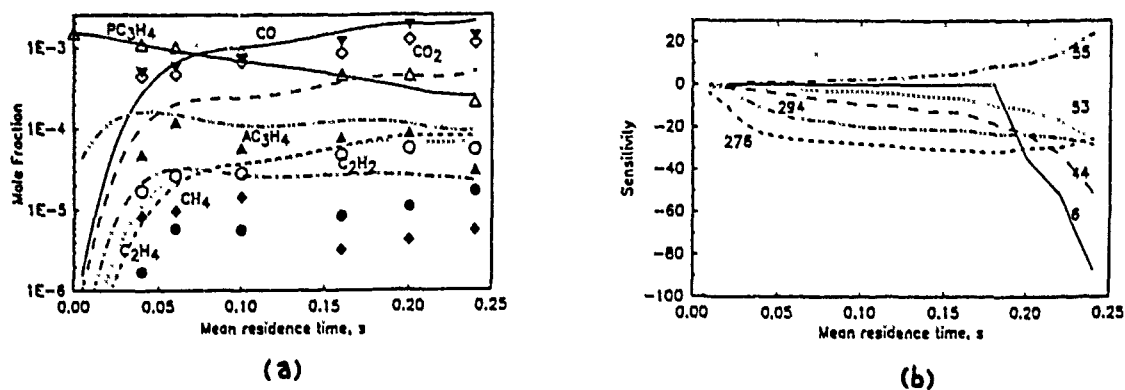 PC3H4
CO
CO2
AC3H4
C2H2
CH4
C2H4
1E-3
1E-4
1E-5
1E-6
Mole Fraction
0.00 0.05 0.10 0.15 0.20 0.25
Mean residence time, s
(a)
20
0
-20
-40
-60
-80
-100
Sensitivity
55
53
294
276
44
6
0.00 0.05 0.10 0.15 0.20 0.25
Mean residence time, s
(b)